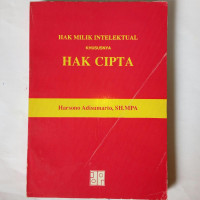 HAK MILIK INTELEKTUAL
KHUSUSNYA
HAK CIPTA
Harsono Adisumarto, SH.MPA